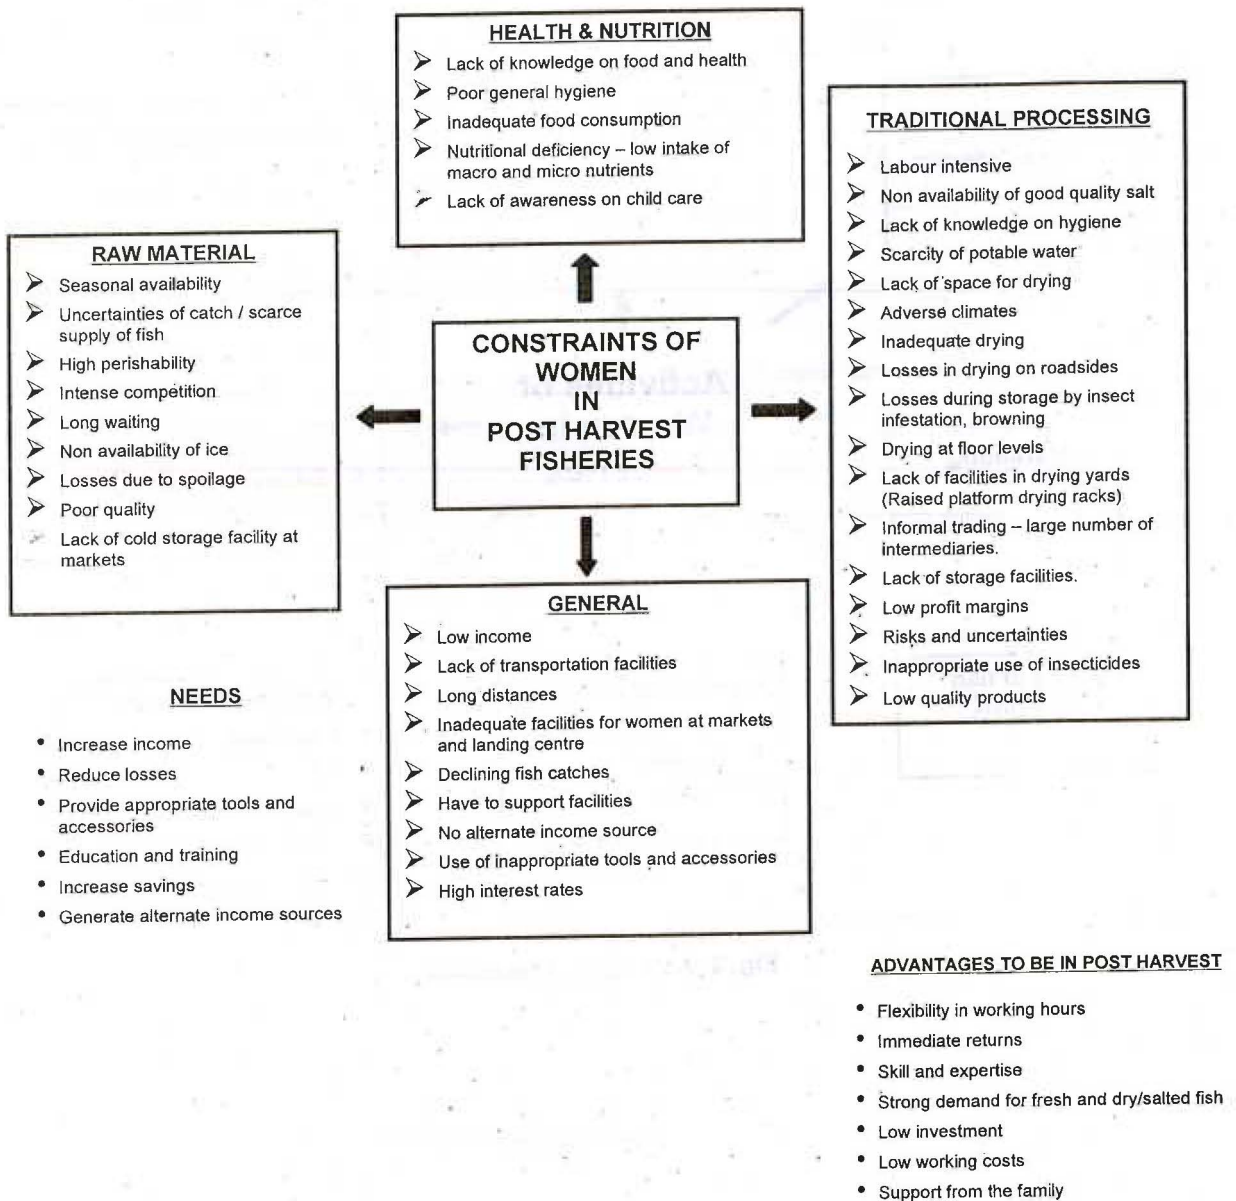 HEALTH & NUTRITION
➢ Lack of knowledge on food and health
➢ Poor general hygiene
➢ Inadequate food consumption
➢ Nutritional deficiency – low intake of
macro and micro nutrients
➢ Lack of awareness on child care
TRADITIONAL PROCESSING
➢ Labour intensive
➢ Non availability of good quality salt
➢ Lack of knowledge on hygiene
➢ Scarcity of potable water
➢ Lack of space for drying
➢ Adverse climates
➢ Inadequate drying
➢ Losses in drying on roadsides
➢ Losses during storage by insect
infestation, browning
➢ Drying at floor levels
➢ Lack of facilities in drying yards
(Raised platform drying racks)
➢ Informal trading – large number of
intermediaries.
➢ Lack of storage facilities.
➢ Low profit margins
➢ Risks and uncertainties
➢ Inappropriate use of insecticides
➢ Low quality products
RAW MATERIAL
➢ Seasonal availability
➢ Uncertainties of catch / scarce
supply of fish
➢ High perishability
➢ Intense competition
➢ Long waiting
➢ Non availability of ice
➢ Losses due to spoilage
➢ Poor quality
➢ Lack of cold storage facility at
markets
CONSTRAINTS OF
WOMEN
IN
POST HARVEST
FISHERIES
GENERAL
➢ Low income
➢ Lack of transportation facilities
➢ Long distances
➢ Inadequate facilities for women at markets
and landing centre
➢ Declining fish catches
➢ Have to support facilities
➢ No alternate income source
➢ Use of inappropriate tools and accessories
➢ High interest rates
NEEDS
• Increase income
• Reduce losses
• Provide appropriate tools and
accessories
• Education and training
• Increase savings
• Generate alternate income sources
ADVANTAGES TO BE IN POST HARVEST
• Flexibility in working hours
• Immediate returns
• Skill and expertise
• Strong demand for fresh and dry/salted fish
• Low investment
• Low working costs
• Support from the family